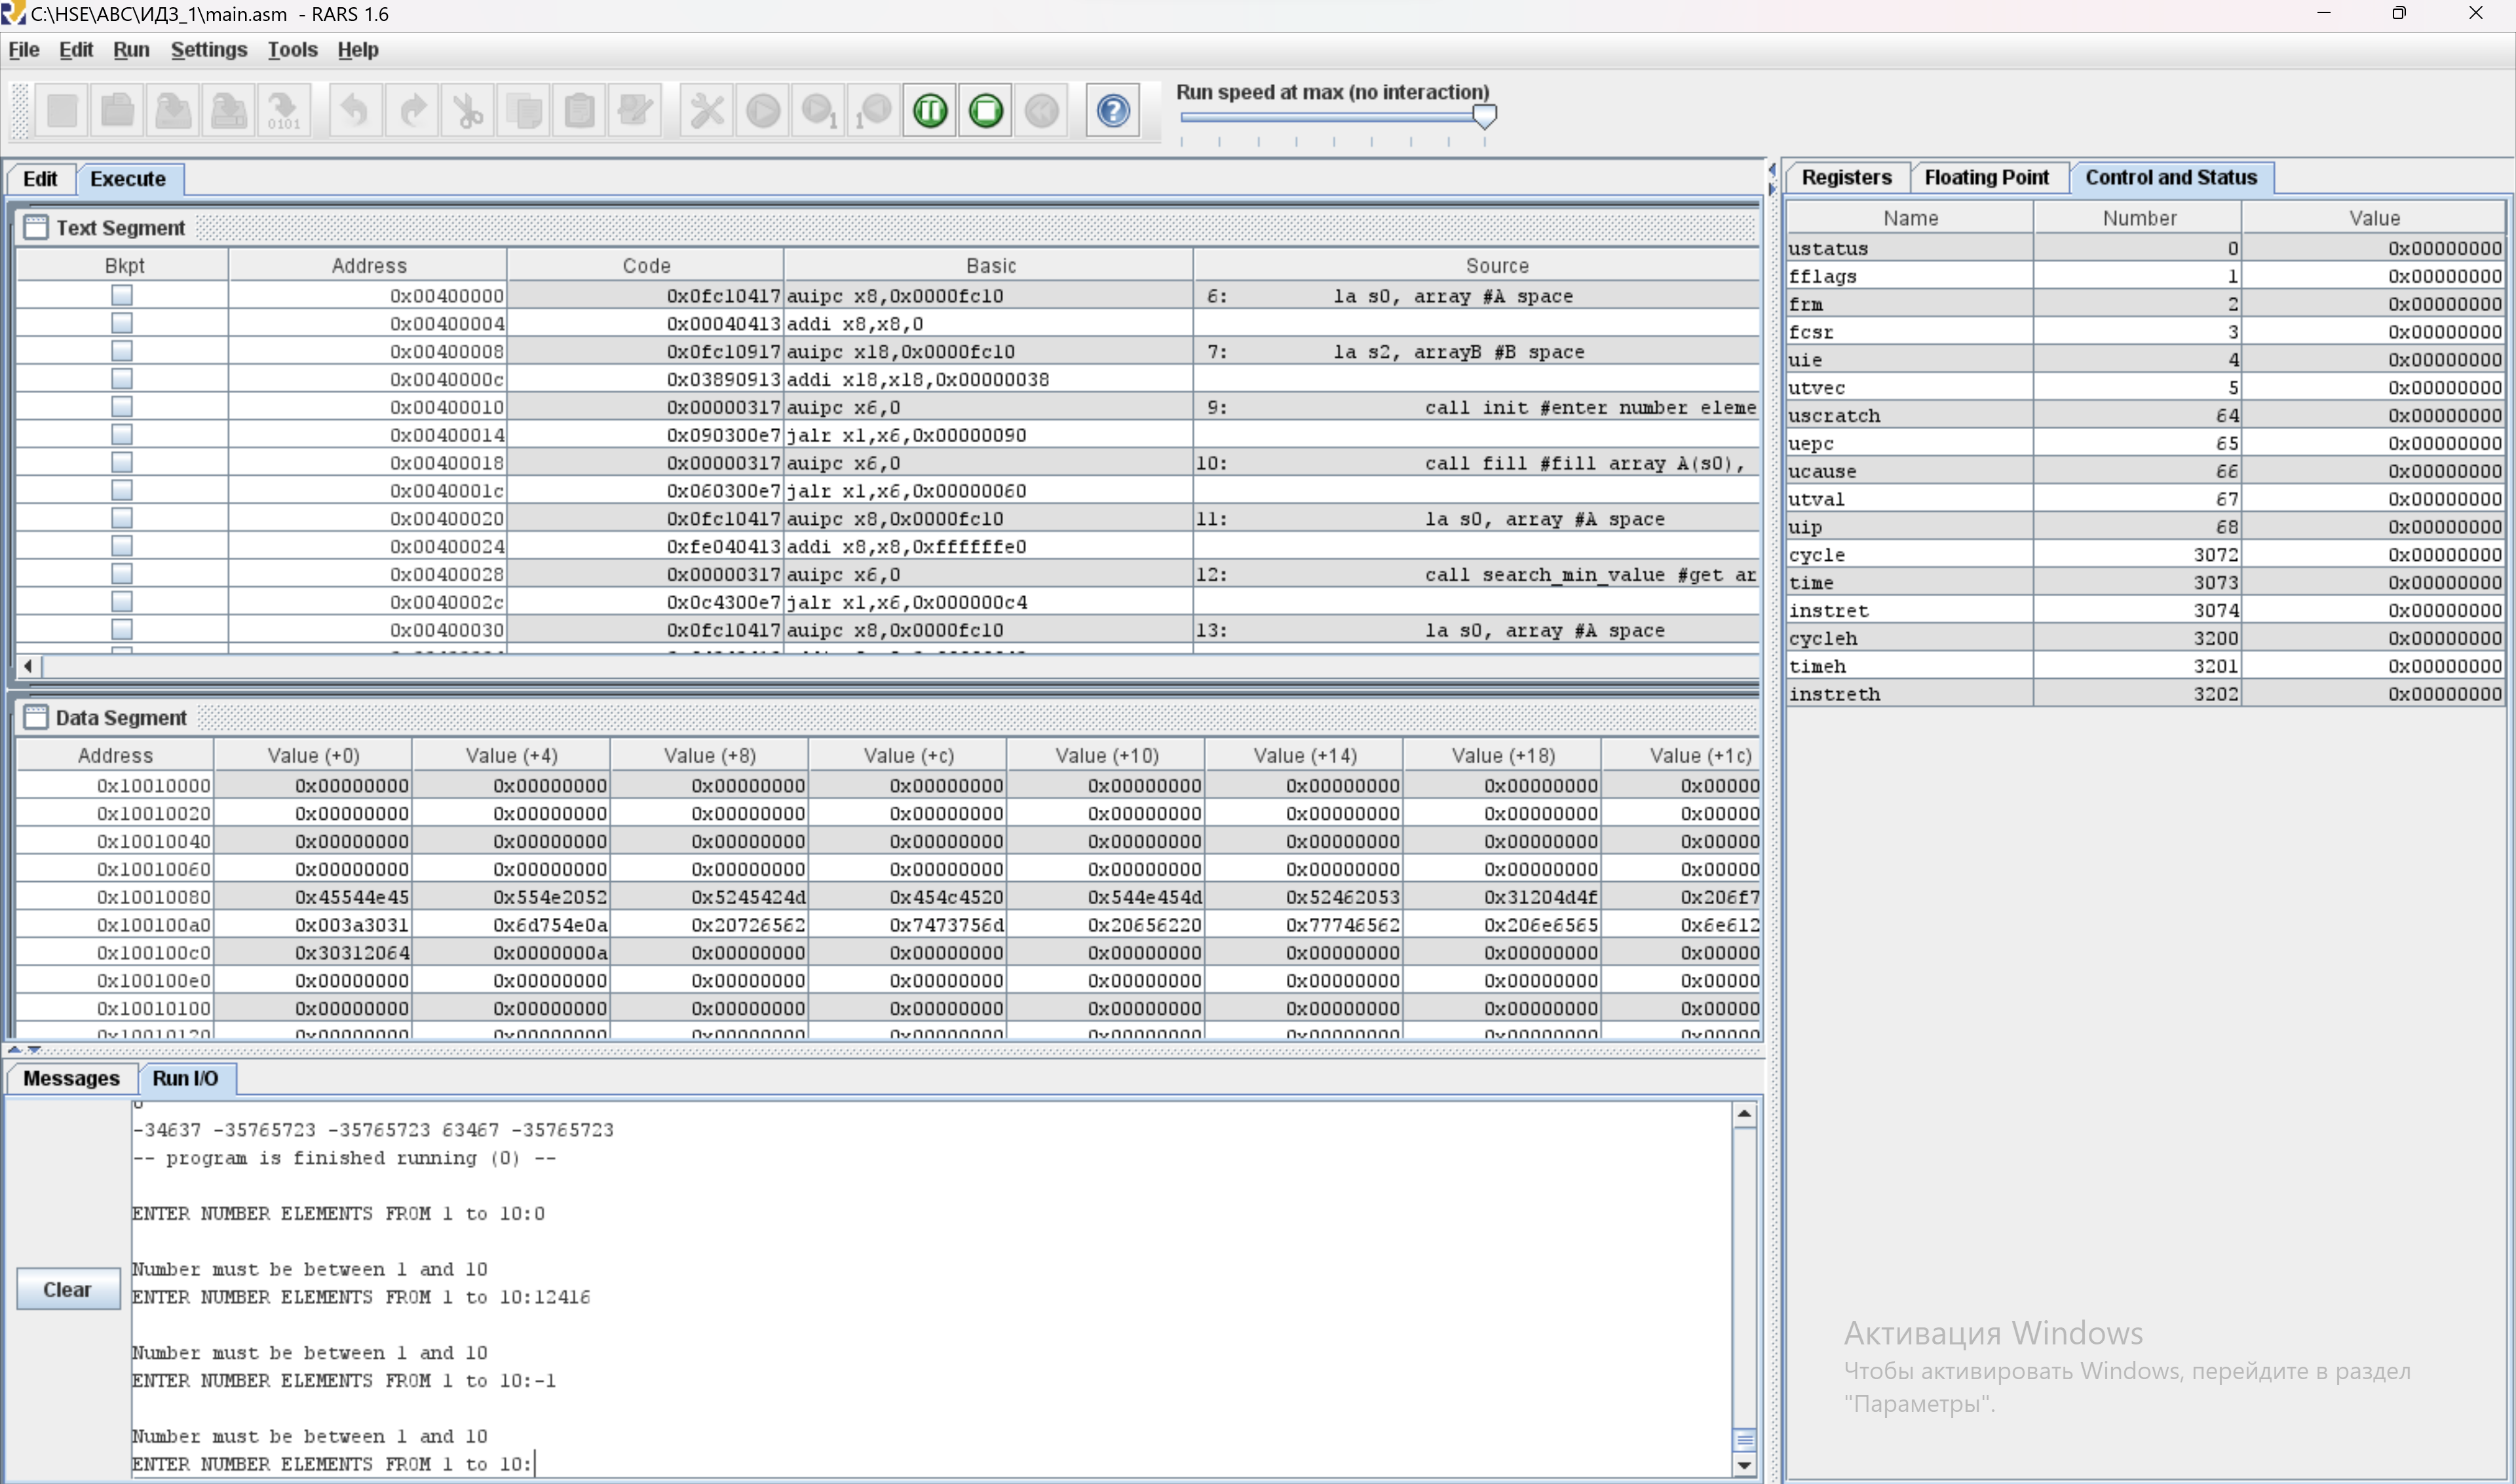 C:\HSE\ABC\ИДЗ_1\main.asm - RARS 1.6
File Edit Run Settings Tools Help
Run speed at max (no interaction)
Edit Execute
Text Segment
Bkpt Address Code Basic Source
0x00400000 0x0fc10417 auipc x8,0x0000fc10 6: la s0, array #A space
0x00400004 0x00040413 addi x8,x8,0
0x00400008 0x0fc10917 auipc x18,0x0000fc10 7: la s2, arrayB #B space
0x0040000c 0x03890913 addi x18,x18,0x00000038
0x00400010 0x00000317 auipc x6,0 9: call init #enter number eleme
0x00400014 0x090300e7 jalr x1,x6,0x00000090
0x00400018 0x00000317 auipc x6,0 10: call fill #fill array A(s0),
0x0040001c 0x060300e7 jalr x1,x6,0x00000060
0x00400020 0x0fc10417 auipc x8,0x0000fc10 11: la s0, array #A space
0x00400024 0xfe040413 addi x8,x8,0xffffffe0
0x00400028 0x00000317 auipc x6,0 12: call search_min_value #get ar
0x0040002c 0x0c4300e7 jalr x1,x6,0x000000c4
0x00400030 0x0fc10417 auipc x8,0x0000fc10 13: la s0, array #A space
Data Segment
Address Value (+0) Value (+4) Value (+8) Value (+c) Value (+10) Value (+14) Value (+18) Value (+1c)
0x10010000 0x00000000 0x00000000 0x00000000 0x00000000 0x00000000 0x00000000 0x00000000 0x00000
0x10010020 0x00000000 0x00000000 0x00000000 0x00000000 0x00000000 0x00000000 0x00000000 0x00000
0x10010040 0x00000000 0x00000000 0x00000000 0x00000000 0x00000000 0x00000000 0x00000000 0x00000
0x10010060 0x00000000 0x00000000 0x00000000 0x00000000 0x00000000 0x00000000 0x00000000 0x00000
0x10010080 0x45544e45 0x554e2052 0x5245424d 0x454c4520 0x544e454d 0x52462053 0x31204d4f 0x206f7
0x100100a0 0x003a3031 0x6d754e0a 0x20726562 0x7473756d 0x20656220 0x77746562 0x206e6565 0x6e612
0x100100c0 0x30312064 0x0000000a 0x00000000 0x00000000 0x00000000 0x00000000 0x00000000 0x00000
0x100100e0 0x00000000 0x00000000 0x00000000 0x00000000 0x00000000 0x00000000 0x00000000 0x00000
0x10010100 0x00000000 0x00000000 0x00000000 0x00000000 0x00000000 0x00000000 0x00000000 0x00000
0x10010120 0x00000000 0x00000000 0x00000000 0x00000000 0x00000000 0x00000000 0x00000000 0x00000
Messages Run I/O
Clear
-34637 -35765723 -35765723 63467 -35765723
-- program is finished running (0) --
ENTER NUMBER ELEMENTS FROM 1 to 10:0
Number must be between 1 and 10
ENTER NUMBER ELEMENTS FROM 1 to 10:12416
Number must be between 1 and 10
ENTER NUMBER ELEMENTS FROM 1 to 10:-1
Number must be between 1 and 10
ENTER NUMBER ELEMENTS FROM 1 to 10:
Registers Floating Point Control and Status
Name Number Value
ustatus 0 0x00000000
fflags 1 0x00000000
frm 2 0x00000000
fcsr 3 0x00000000
uie 4 0x00000000
utvec 5 0x00000000
uscratch 64 0x00000000
uepc 65 0x00000000
ucause 66 0x00000000
utval 67 0x00000000
uip 68 0x00000000
cycle 3072 0x00000000
time 3073 0x00000000
instret 3074 0x00000000
cycleh 3200 0x00000000
timeh 3201 0x00000000
instreth 3202 0x00000000
Активация Windows
Чтобы активировать Windows, перейдите в раздел
"Параметры".